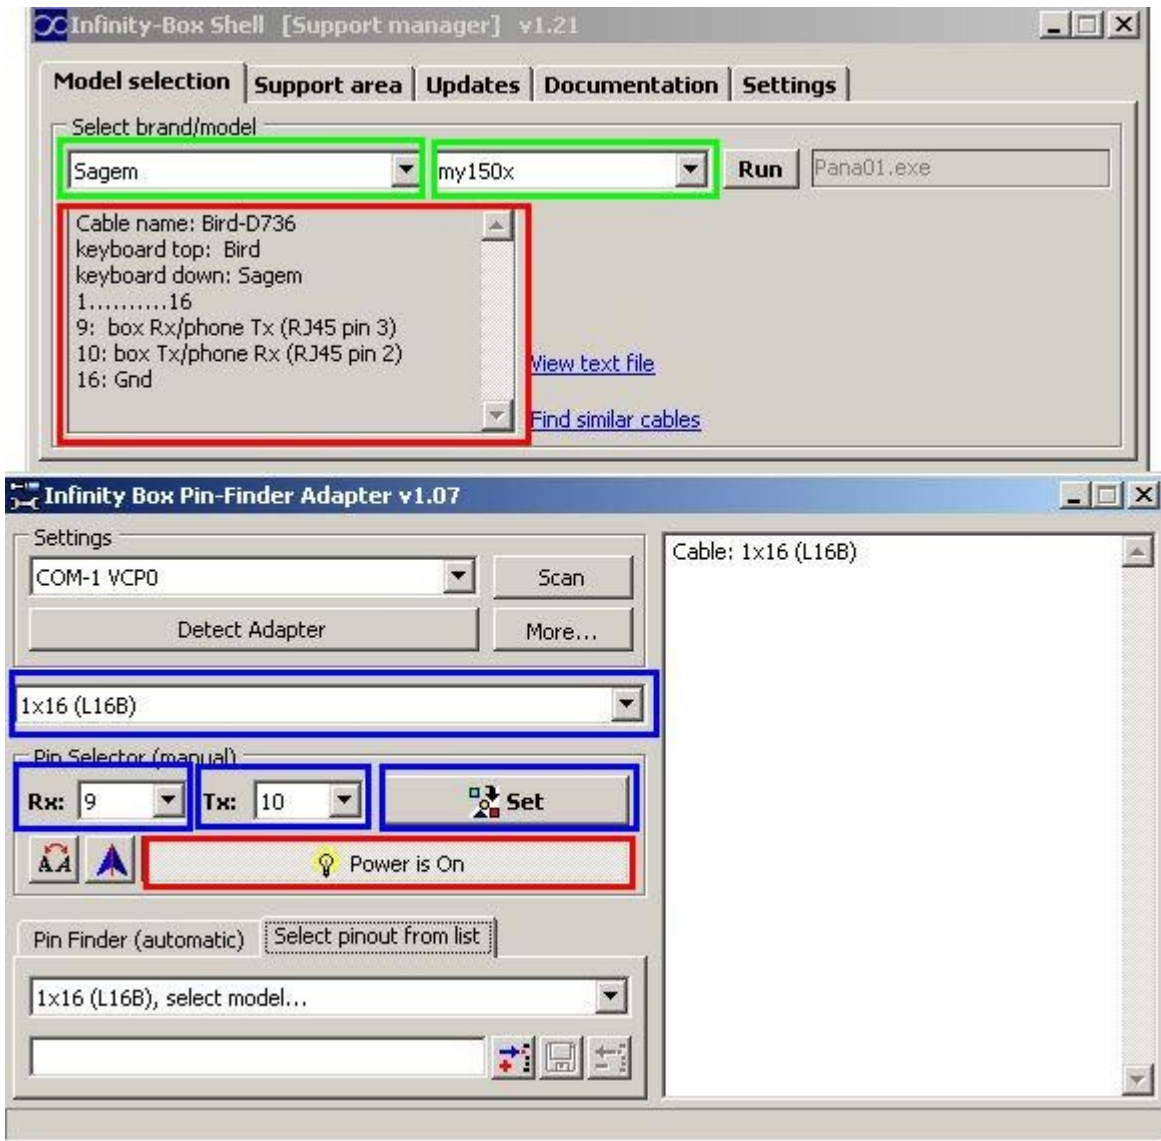 Infinity-Box Shell [Support manager] v1.21
Model selection Support area Updates Documentation Settings
Select brand/model
Sagem my150x Run Pana01.exe
Cable name: Bird-D736
keyboard top: Bird
keyboard down: Sagem
1..........16
9: box Rx/phone Tx (RJ45 pin 3)
10: box Tx/phone Rx (RJ45 pin 2)
16: Gnd
View text file
Find similar cables
Infinity Box Pin-Finder Adapter v1.07
Settings
COM-1 VCP0 Scan
Detect Adapter More...
1x16 (L16B)
Pin Selector (manual)
Rx: 9 Tx: 10 Set
AA Power is On
Pin Finder (automatic) Select pinout from list
1x16 (L16B), select model...
Cable: 1x16 (L16B)